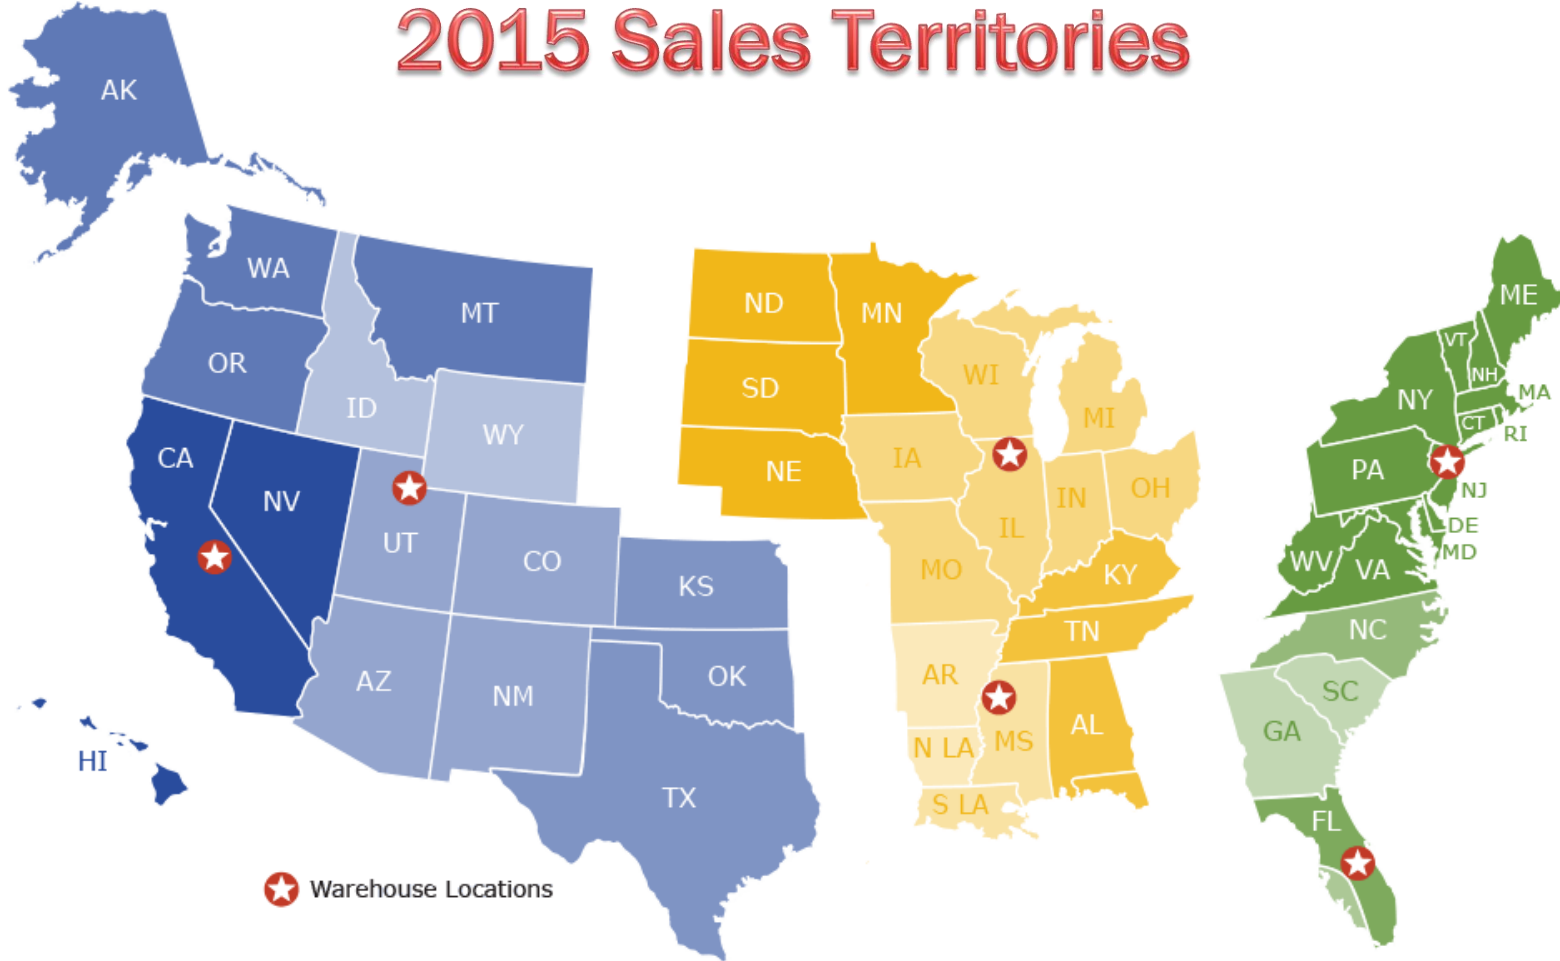 2015 Sales Territories
AK
WA
MT
OR
ID
WY
CA
NV
UT
CO
KS
AZ
NM
OK
TX
HI
ND
MN
SD
WI
NE
IA
MI
IL
IN
OH
MO
KY
TN
AR
N LA
MS
AL
S LA
ME
VT
NH
NY
MA
CT
RI
PA
NJ
DE
MD
WV
VA
NC
SC
GA
FL
Warehouse Locations